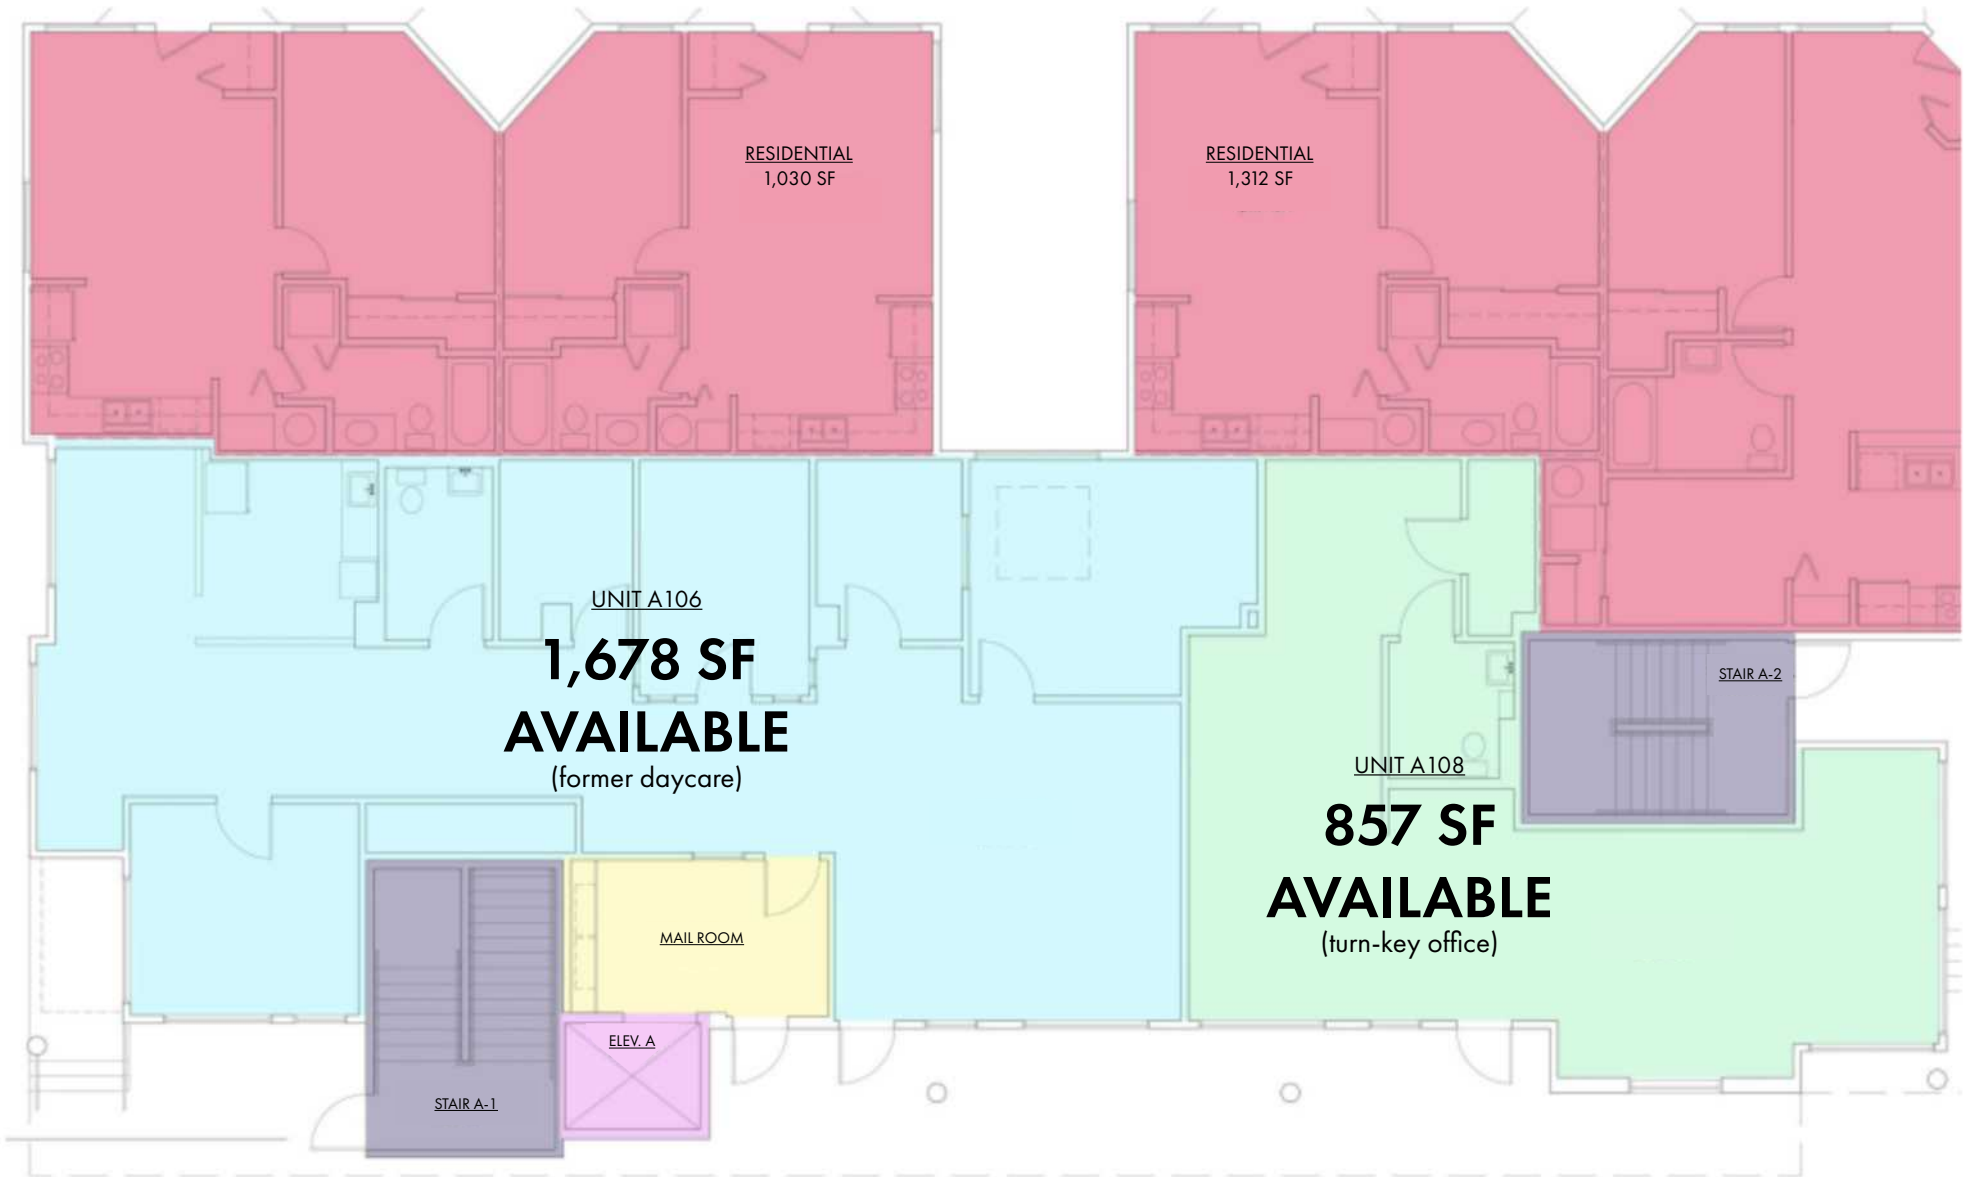 RESIDENTIAL
1,030 SF
RESIDENTIAL
1,312 SF
UNIT A106
1,678 SF
AVAILABLE
(former daycare)
STAIR A-2
UNIT A108
857 SF
AVAILABLE
(turn-key office)
MAIL ROOM
ELEV. A
STAIR A-1